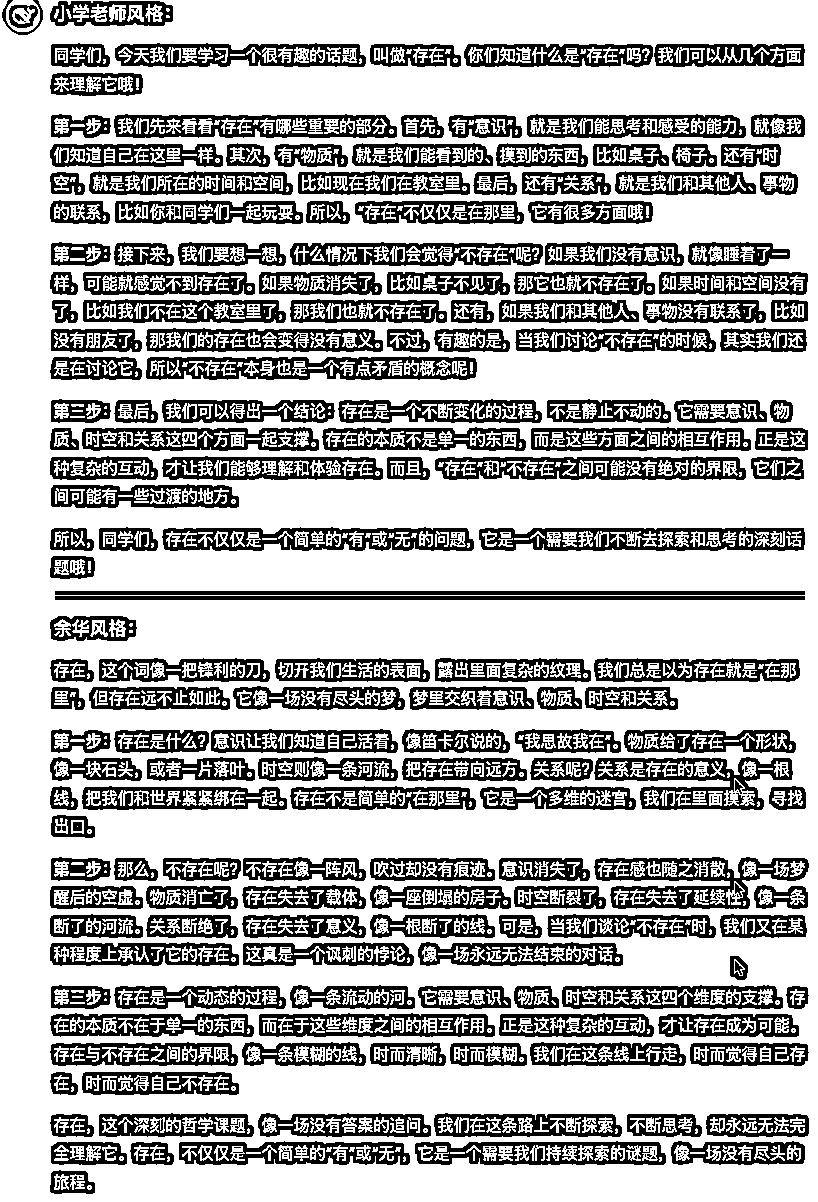 小学老师风格：
同学们，今天我们要学习一个很有趣的话题，叫做“存在”。你们知道什么是“存在”吗？我们可以从几个方面
来理解它哦！
第一步：我们先来看看“存在”有哪些重要的部分。首先，有“意识”，就是我们能思考和感受的能力，就像我
们知道自己在这里一样。其次，有“物质”，就是我们能看到的、摸到的东西，比如桌子、椅子。还有“时
空”，就是我们所在的时间和空间，比如现在我们在教室里。最后，还有“关系”，就是我们和其他人、事物
的联系，比如你和同学们一起玩耍。所以，“存在”不仅仅是在那里，它有很多方面哦！
第二步：接下来，我们要想一想，什么情况下我们会觉得“不存在”呢？如果我们没有意识，就像睡着了一
样，可能就感觉不到存在了。如果物质消失了，比如桌子不见了，那它也就不存在了。如果时间和空间没有
了，比如我们不在这个教室里了，那我们也就不存在了。还有，如果我们和其他人、事物没有联系了，比如
没有朋友了，那我们的存在也会变得没有意义。不过，有趣的是，当我们讨论“不存在”的时候，其实我们还
是在讨论它，所以“不存在”本身也是一个有点矛盾的概念呢！
第三步：最后，我们可以得出一个结论：存在是一个不断变化的过程，不是静止不动的。它需要意识、物
质、时空和关系这四个方面一起支撑。存在的本质不是单一的东西，而是这些方面之间的相互作用。正是这
种复杂的互动，才让我们能够理解和体验存在。而且，“存在”和“不存在”之间可能没有绝对的界限，它们之
间可能有一些过渡的地方。
所以，同学们，存在不仅仅是一个简单的“有”或“无”的问题，它是一个需要我们不断去探索和思考的深刻话
题哦！
余华风格：
存在，这个词像一把锋利的刀，切开我们生活的表面，露出里面复杂的纹理。我们总是以为存在就是“在那
里”，但存在远不止如此。它像一场没有尽头的梦，梦里交织着意识、物质、时空和关系。
第一步：存在是什么？意识让我们知道自己活着，像笛卡尔说的，“我思故我在”。物质给了存在一个形状，
像一块石头，或者一片落叶。时空则像一条河流，把存在带向远方。关系呢？关系是存在的意义，像一根
线，把我们和世界紧紧绑在一起。存在不是简单的“在那里”，它是一个多维的迷宫，我们在里面摸索，寻找
出口。
第二步：那么，不存在呢？不存在像一阵风，吹过却没有痕迹。意识消失了，存在感也随之消散，像一场梦
醒后的空虚。物质消亡了，存在失去了载体，像一座倒塌的房子。时空断裂了，存在失去了延续性，像一条
断了的河流。关系断绝了，存在失去了意义，像一根断了的线。可是，当我们谈论“不存在”时，我们又在某
种程度上承认了它的存在。这真是一个讽刺的悖论，像一场永远无法结束的对话。
第三步：存在是一个动态的过程，像一条流动的河。它需要意识、物质、时空和关系这四个维度的支撑。存
在的本质不在于单一的东西，而在于这些维度之间的相互作用。正是这种复杂的互动，才让存在成为可能。
存在与不存在之间的界限，像一条模糊的线，时而清晰，时而模糊。我们在这条线上行走，时而觉得自己存
在，时而觉得自己不存在。
存在，这个深刻的哲学课题，像一场没有答案的追问。我们在这条路上不断探索，不断思考，却永远无法完
全理解它。存在，不仅仅是一个简单的“有”或“无”，它是一个需要我们持续探索的谜题，像一场没有尽头的
旅程。